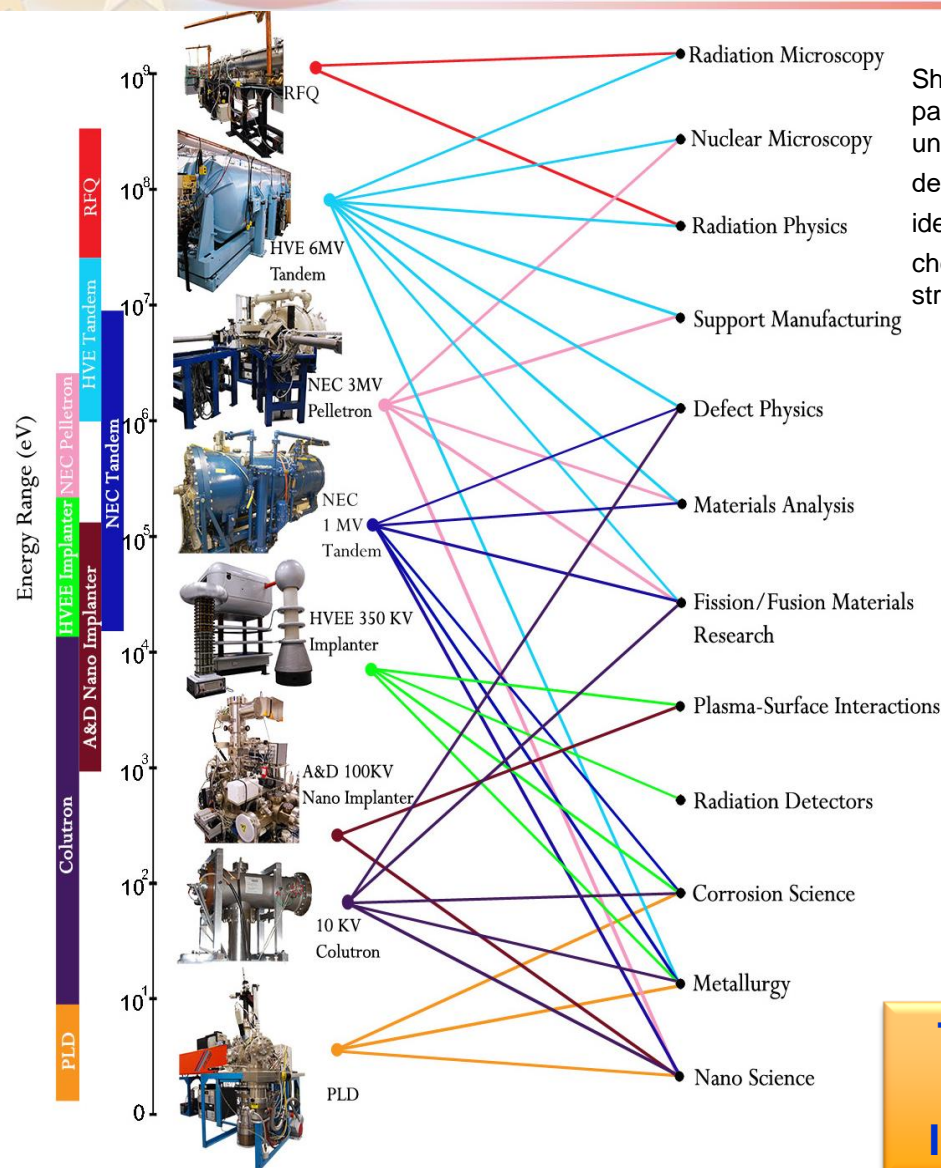 Energy Range (eV)
10⁹
10⁸
10⁷
10⁶
10⁵
10⁴
10³
10²
10¹
0
RFQ
HVE Tandem
NEC Tandem
NEC Pelletron
HVEE Implanter
A&D Nano Implanter
Colutron
PLD
RFQ
HVE 6MV
Tandem
NEC 3MV
Pelletron
NEC
1 MV
Tandem
HVEE 350 KV
Implanter
A&D 100KV
Nano Implanter
10 KV
Colutron
PLD
Radiation Microscopy
Nuclear Microscopy
Radiation Physics
Support Manufacturing
Defect Physics
Materials Analysis
Fission/Fusion Materials
Research
Plasma-Surface Interactions
Radiation Detectors
Corrosion Science
Metallurgy
Nano Science
Sh
pa
un
de
ide
che
str